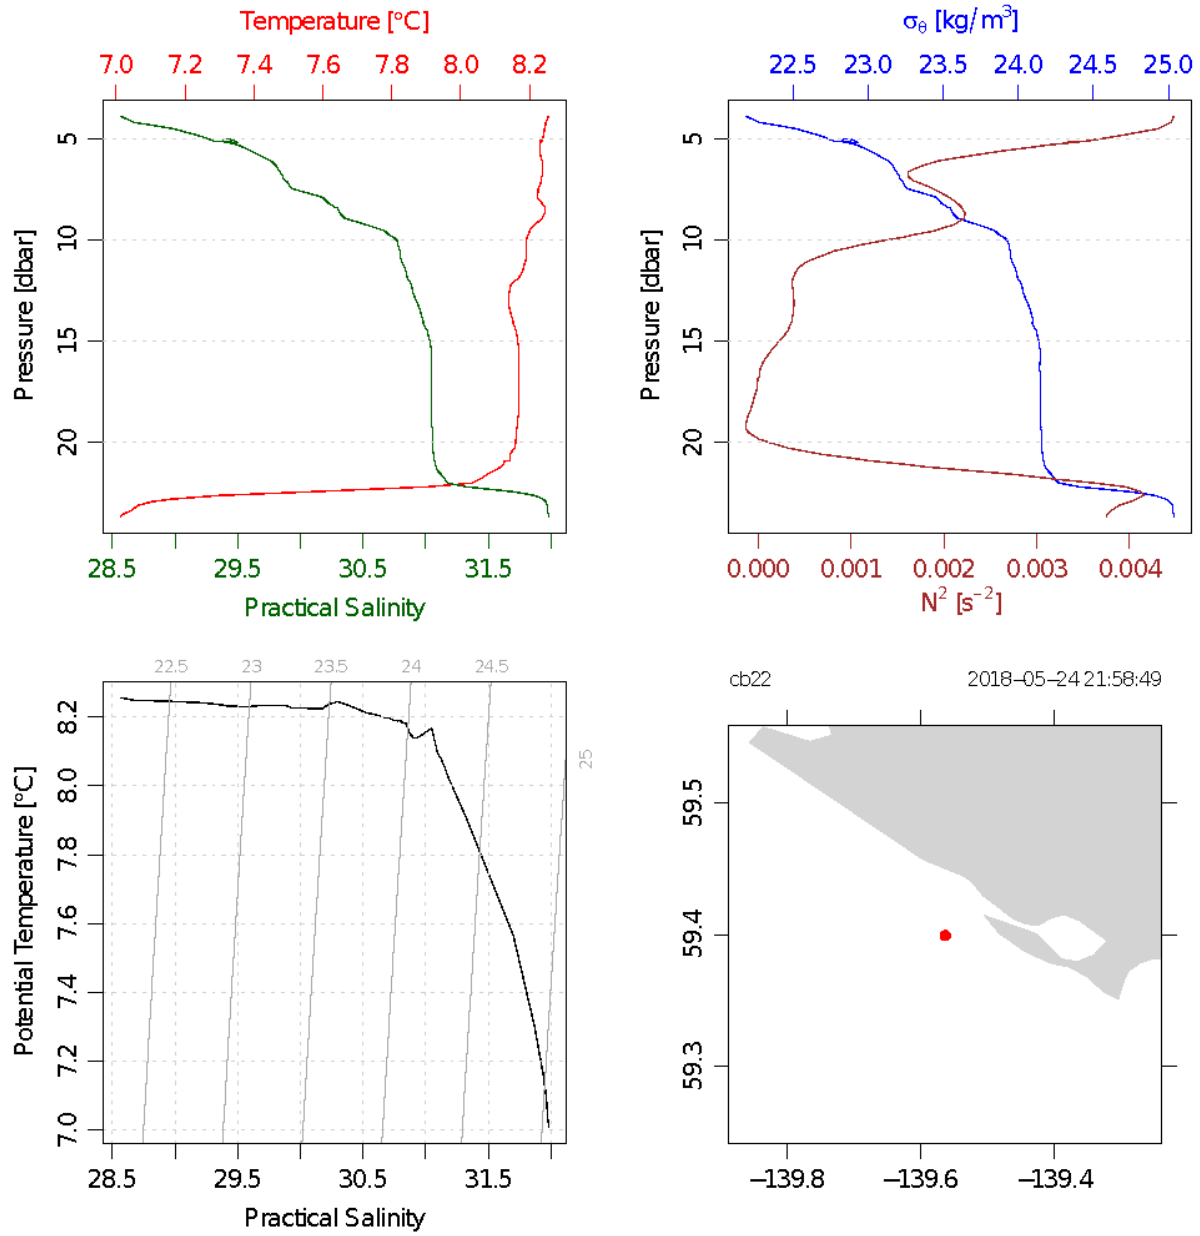 Temperature [°C]
7.0 7.2 7.4 7.6 7.8 8.0 8.2
Pressure [dbar]
5
10
15
20
28.5 29.5 30.5 31.5
Practical Salinity
σθ [kg/m³]
22.5 23.0 23.5 24.0 24.5 25.0
Pressure [dbar]
5
10
15
20
0.000 0.001 0.002 0.003 0.004
N² [s⁻²]
22.5 23 23.5 24 24.5
25
Potential Temperature [°C]
8.2
8.0
7.8
7.6
7.4
7.2
7.0
28.5 29.5 30.5 31.5
Practical Salinity
cb22 2018−05−24 21:58:49
59.5
59.4
59.3
−139.8 −139.6 −139.4